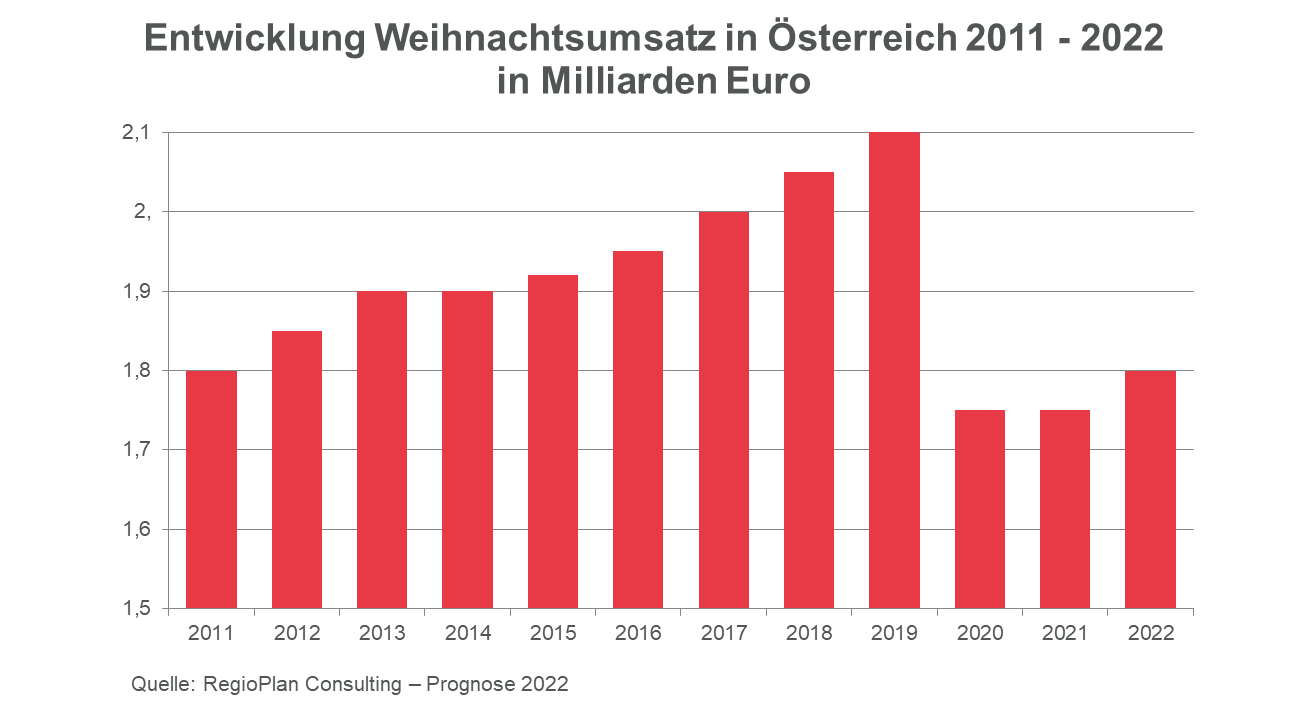 Entwicklung Weihnachtsumsatz in Österreich 2011 - 2022
in Milliarden Euro
2,1
2,
1,9
1,8
1,7
1,6
1,5
2011 2012 2013 2014 2015 2016 2017 2018 2019 2020 2021 2022
Quelle: RegioPlan Consulting – Prognose 2022